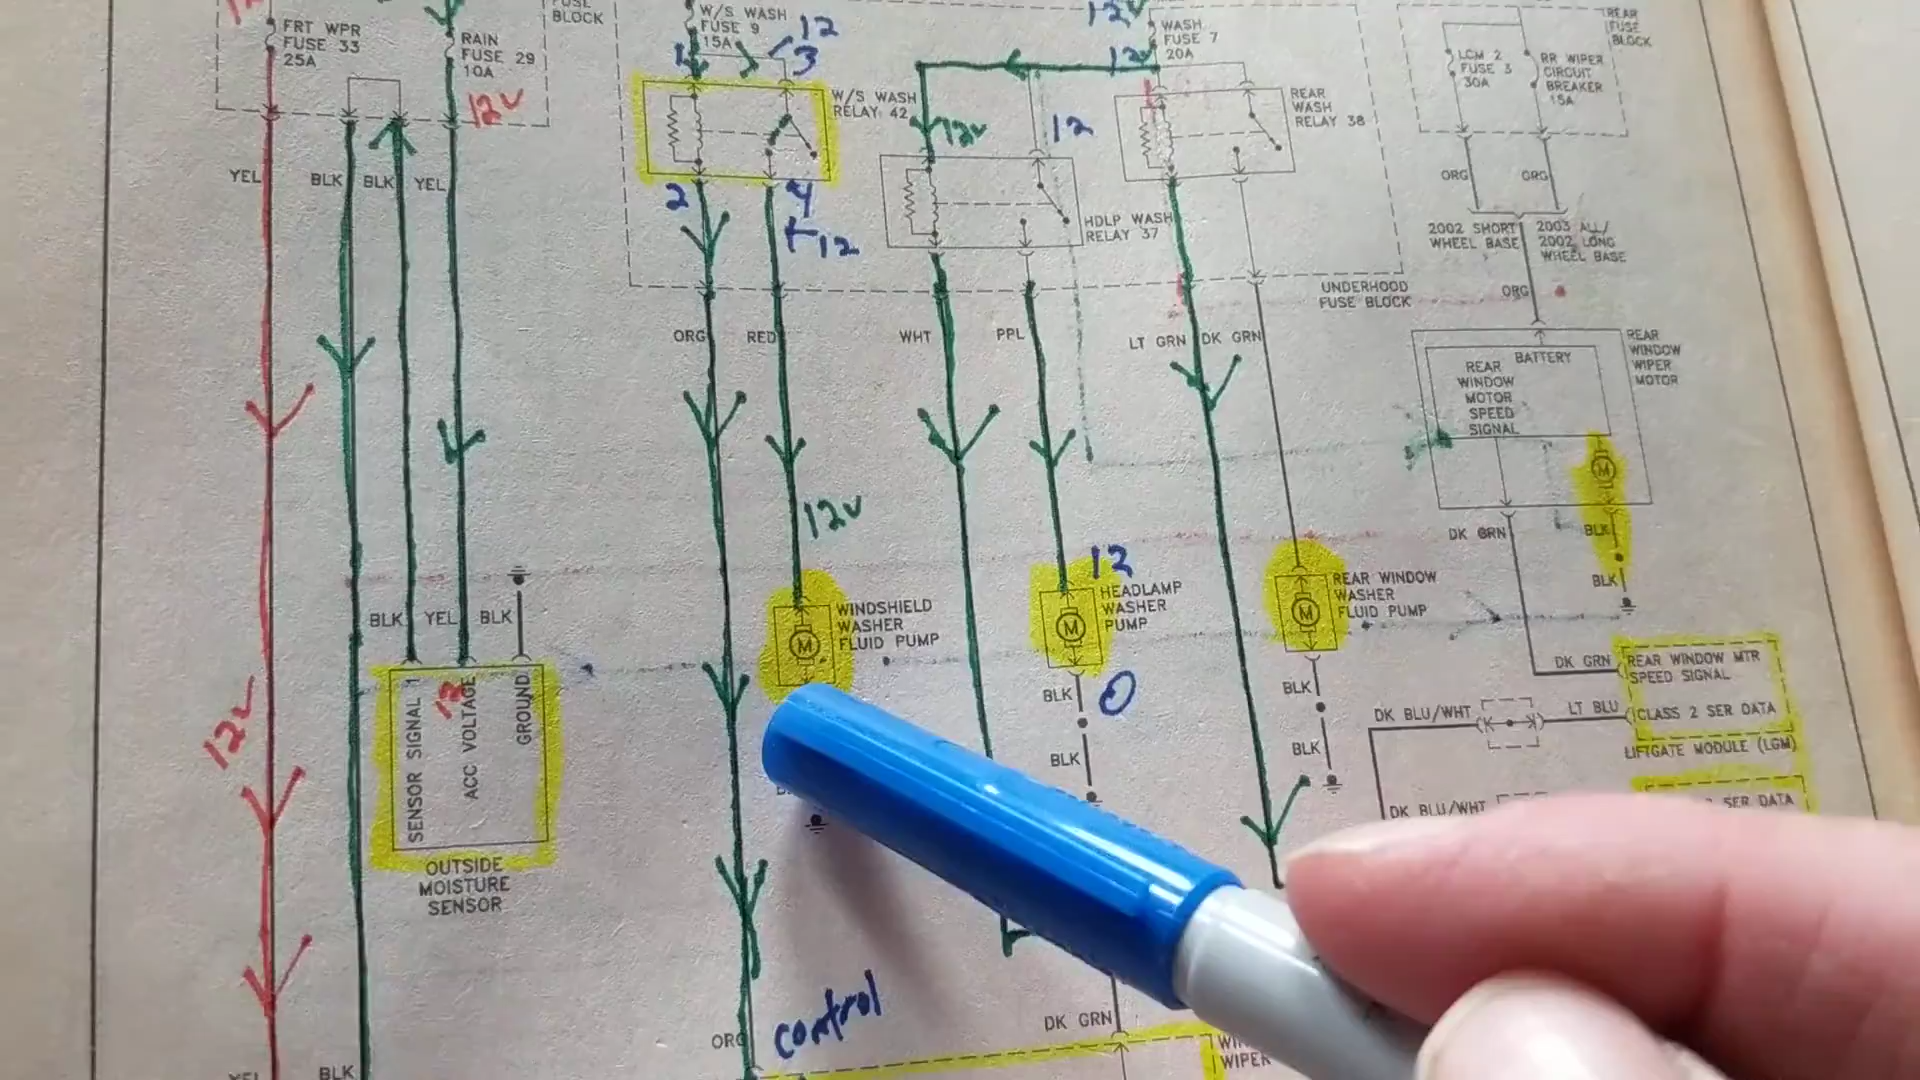 FRT WPR
FUSE 33
25A
FUSE
BLOCK
RAIN
FUSE 29
10A
12V
W/S WASH
FUSE 9
15A
12
1
3
12V
WASH
FUSE 7
20A
12V
LCM 2
FUSE 3
30A
RR WIPER
CIRCUIT
BREAKER
15A
REAR
FUSE
BLOCK
W/S WASH
RELAY 42
12V
12
REAR
WASH
RELAY 38
YEL
BLK
BLK
YEL
2
4
12
HDLP WASH
RELAY 37
ORG
ORG
2002 SHORT
WHEEL BASE
2003 ALL/
2002 LONG
WHEEL BASE
UNDERHOOD
FUSE BLOCK
ORG
ORG
RED
WHT
PPL
LT GRN
DK GRN
BATTERY
REAR
WINDOW
MOTOR
SPEED
SIGNAL
REAR
WINDOW
WIPER
MOTOR
M
12V
DK GRN
BLK
BLK
12
BLK
YEL
BLK
M
WINDSHIELD
WASHER
FLUID PUMP
M
HEADLAMP
WASHER
PUMP
M
REAR WINDOW
WASHER
FLUID PUMP
0
BLK
BLK
BLK
BLK
DK GRN
REAR WINDOW MTR
SPEED SIGNAL
DK BLU/WHT
LT BLU
CLASS 2 SER DATA
LIFTGATE MODULE (LGM)
DK BLU/WHT
SER DATA
12V
SENSOR SIGNAL 1
12
ACC VOLTAGE
GROUND
OUTSIDE
MOISTURE
SENSOR
control
ORG
DK GRN
WIPER
YEL
BLK